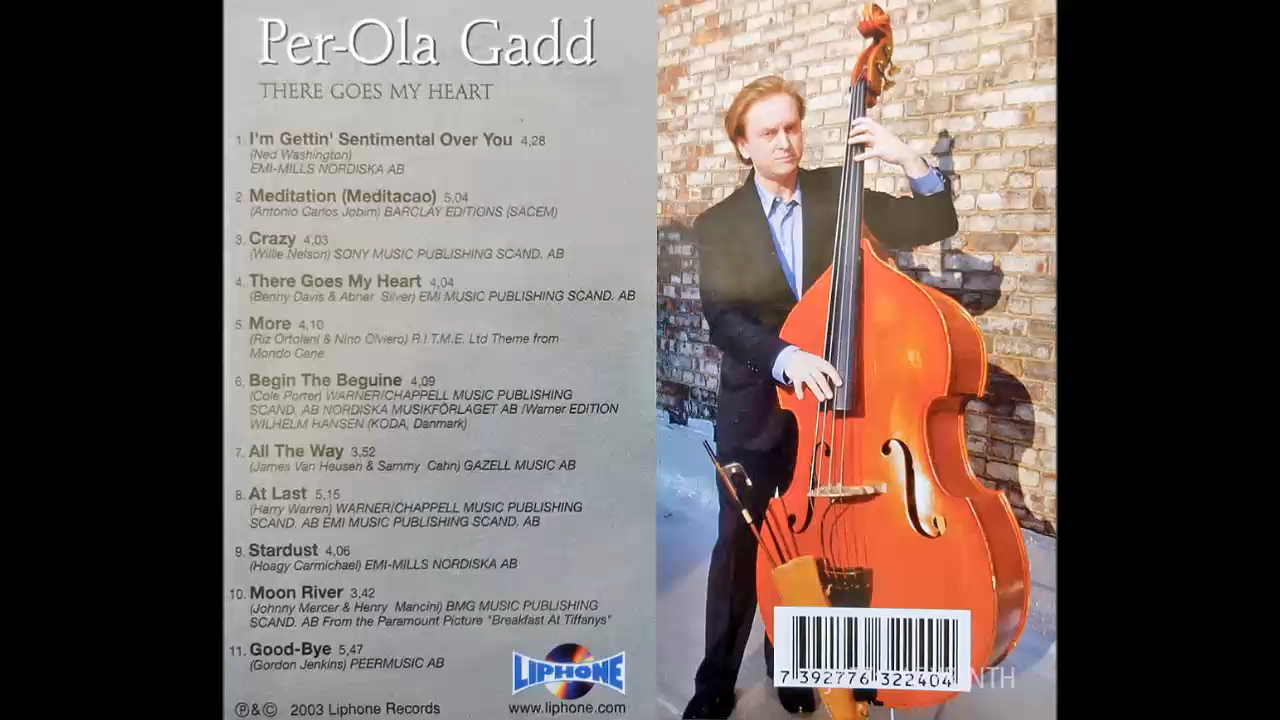 Per-Ola Gadd
THERE GOES MY HEART
1. I'm Gettin' Sentimental Over You 4,28
(Ned Washington)
EMI-MILLS NORDISKA AB
2. Meditation (Meditacao) 5,04
(Antonio Carlos Jobim) BARCLAY EDITIONS (SACEM)
3. Crazy 4,03
(Willie Nelson) SONY MUSIC PUBLISHING SCAND. AB
4. There Goes My Heart 4,04
(Benny Davis & Abner Silver) EMI MUSIC PUBLISHING SCAND. AB
5. More 4,10
(Riz Ortolani & Nino Olviero) R.I.T.M.E. Ltd Theme from
Mondo Cane
6. Begin The Beguine 4,09
(Cole Porter) WARNER/CHAPPELL MUSIC PUBLISHING
SCAND. AB NORDISKA MUSIKFÖRLAGET AB /Warner EDITION
WILHELM HANSEN (KODA, Danmark)
7. All The Way 3,52
(James Van Heusen & Sammy Cahn) GAZELL MUSIC AB
8. At Last 5,15
(Harry Warren) WARNER/CHAPPELL MUSIC PUBLISHING
SCAND. AB EMI MUSIC PUBLISHING SCAND. AB
9. Stardust 4,06
(Hoagy Carmichael) EMI-MILLS NORDISKA AB
10. Moon River 3,42
(Johnny Mercer & Henry Mancini) BMG MUSIC PUBLISHING
SCAND. AB From the Paramount Picture "Breakfast At Tiffanys"
11. Good-Bye 5,47
(Gordon Jenkins) PEERMUSIC AB
LIPHONE
℗&© 2003 Liphone Records
www.liphone.com
7 392776 322404